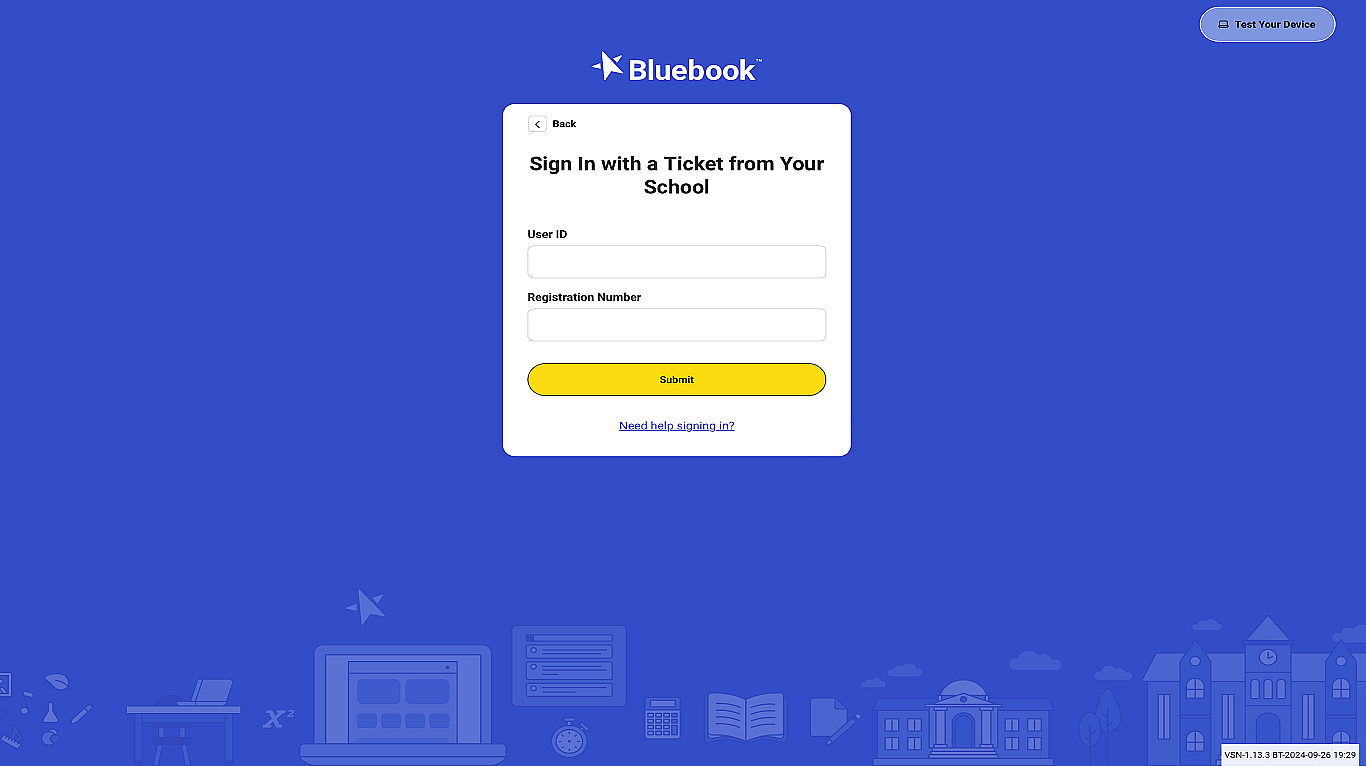 Test Your Device
Bluebook™
Back
Sign In with a Ticket from Your
School
User ID
Registration Number
Submit
Need help signing in?
X²
VSN-1.13.3 BT-2024-09-26 19:29